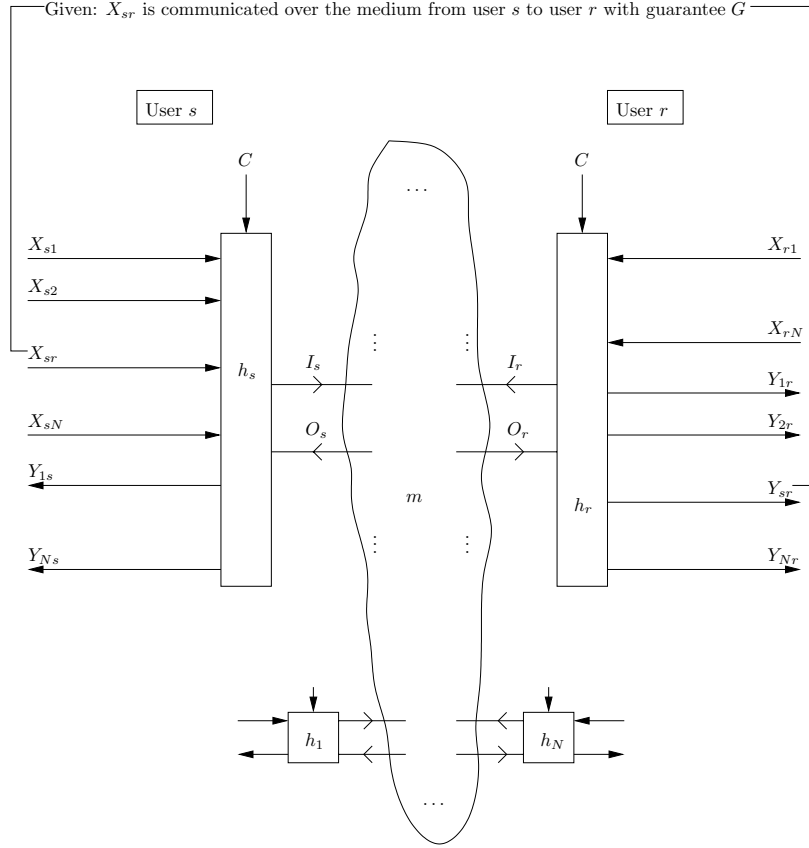 Given: X_{sr} is communicated over the medium from user s to user r with guarantee G
User s
User r
C
C
X_{s1}
X_{r1}
X_{s2}
X_{sr}
X_{rN}
h_s
I_s
I_r
Y_{1r}
X_{sN}
O_s
O_r
Y_{2r}
Y_{1s}
m
h_r
Y_{sr}
Y_{Ns}
Y_{Nr}
h_1
h_N